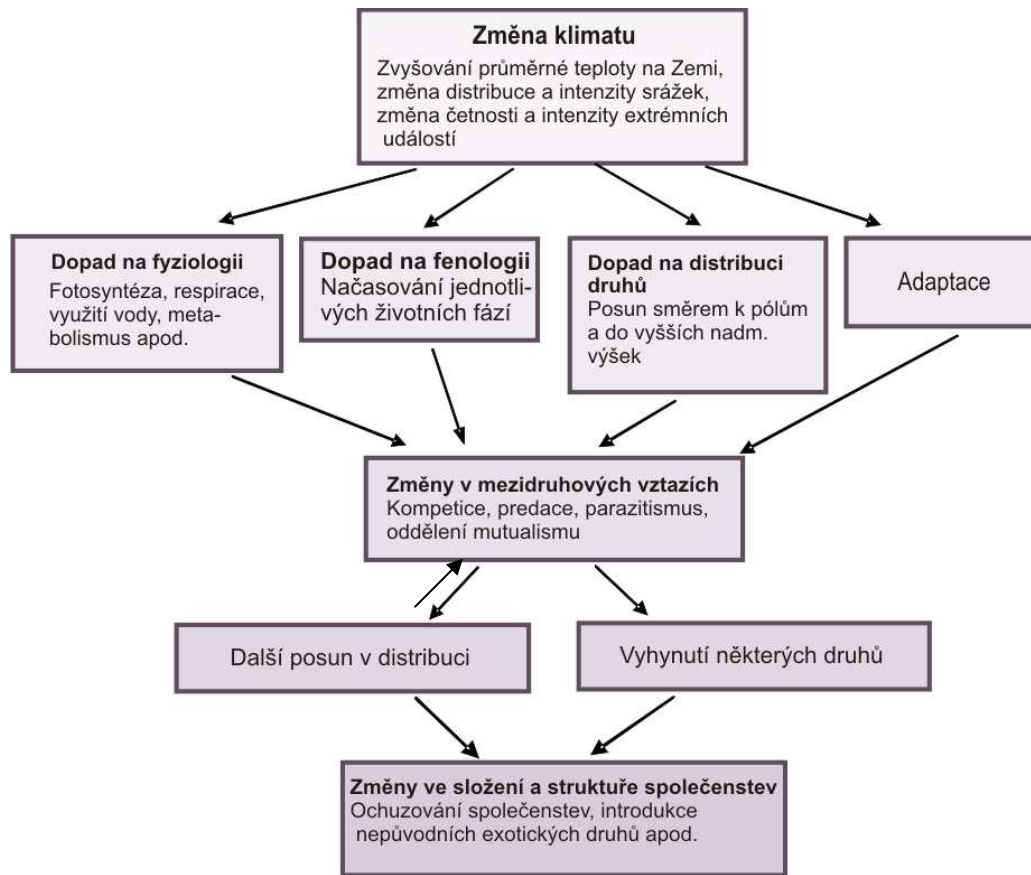 Změna klimatu
Zvyšování průměrné teploty na Zemi,
změna distribuce a intenzity srážek,
změna četnosti a intenzity extrémních
událostí
Dopad na fyziologii
Fotosyntéza, respirace,
využití vody, meta-
bolismus apod.
Dopad na fenologii
Načasování jednotli-
vých životních fází
Dopad na distribuci
druhů
Posun směrem k pólům
a do vyšších nadm.
výšek
Adaptace
Změny v mezidruhových vztazích
Kompetice, predace, parazitismus,
oddělení mutualismu
Další posun v distribuci
Vyhynutí některých druhů
Změny ve složení a struktuře společenstev
Ochuzování společenstev, introdukce
nepůvodních exotických druhů apod.